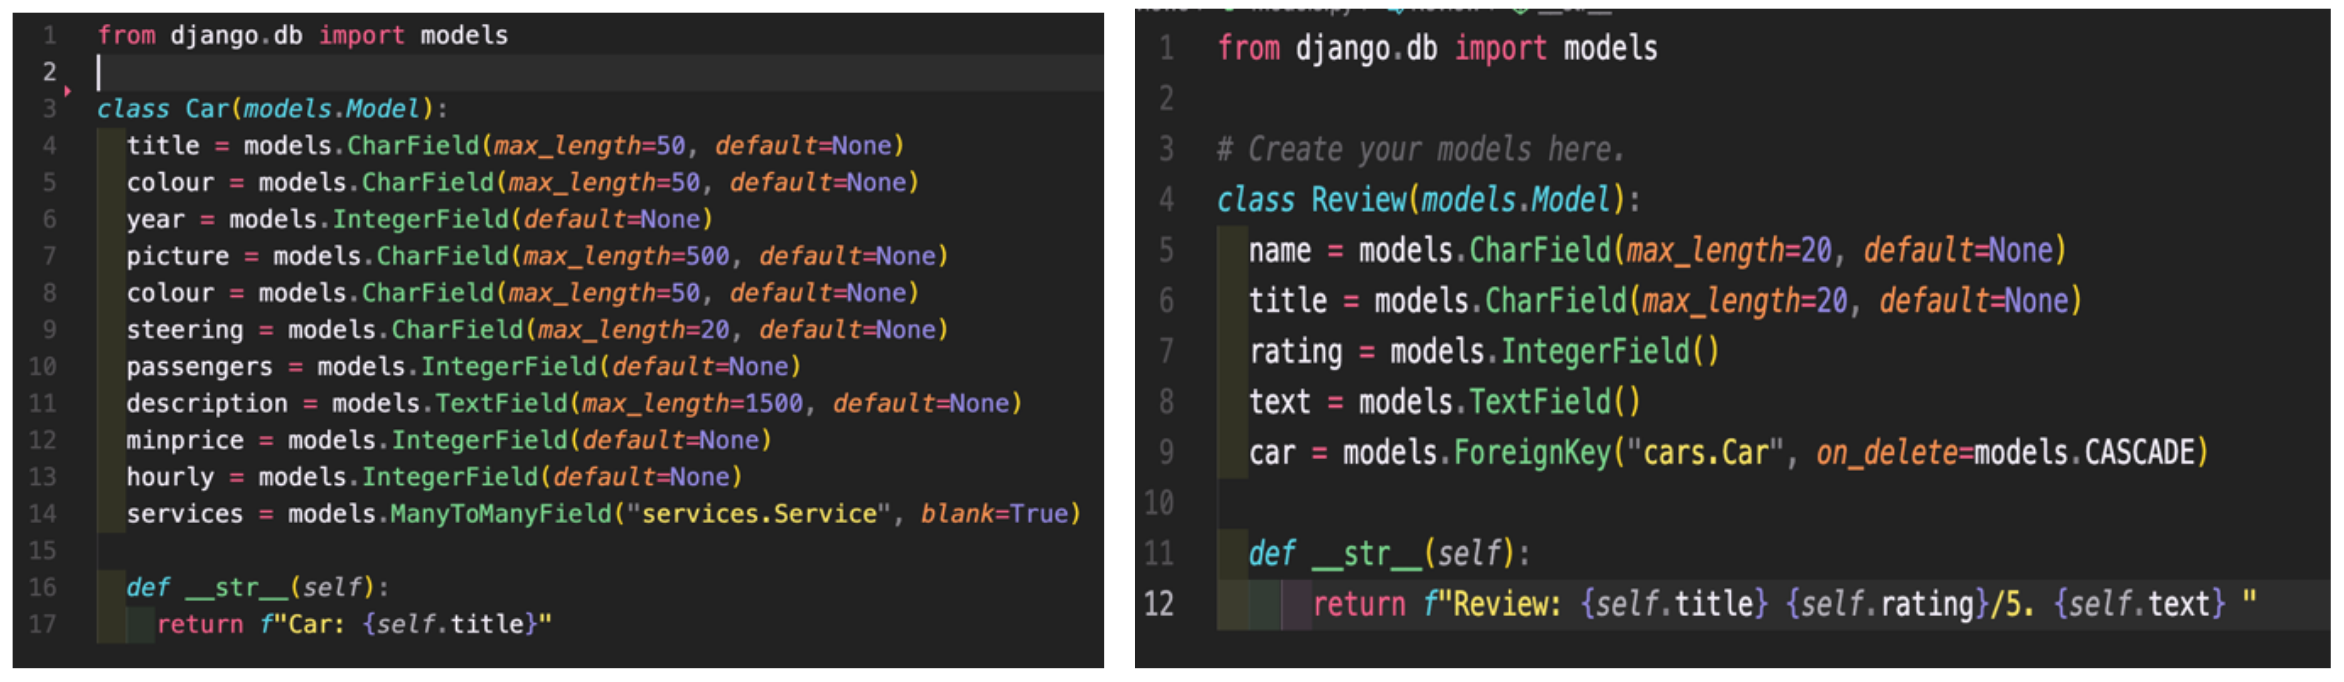 1 from django.db import models
2
3 class Car(models.Model):
4 title = models.CharField(max_length=50, default=None)
5 colour = models.CharField(max_length=50, default=None)
6 year = models.IntegerField(default=None)
7 picture = models.CharField(max_length=500, default=None)
8 colour = models.CharField(max_length=50, default=None)
9 steering = models.CharField(max_length=20, default=None)
10 passengers = models.IntegerField(default=None)
11 description = models.TextField(max_length=1500, default=None)
12 minprice = models.IntegerField(default=None)
13 hourly = models.IntegerField(default=None)
14 services = models.ManyToManyField("services.Service", blank=True)
15
16 def __str__(self):
17 return f"Car: {self.title}"
1 from django.db import models
2
3 # Create your models here.
4 class Review(models.Model):
5 name = models.CharField(max_length=20, default=None)
6 title = models.CharField(max_length=20, default=None)
7 rating = models.IntegerField()
8 text = models.TextField()
9 car = models.ForeignKey("cars.Car", on_delete=models.CASCADE)
10
11 def __str__(self):
12 return f"Review: {self.title} {self.rating}/5. {self.text} "